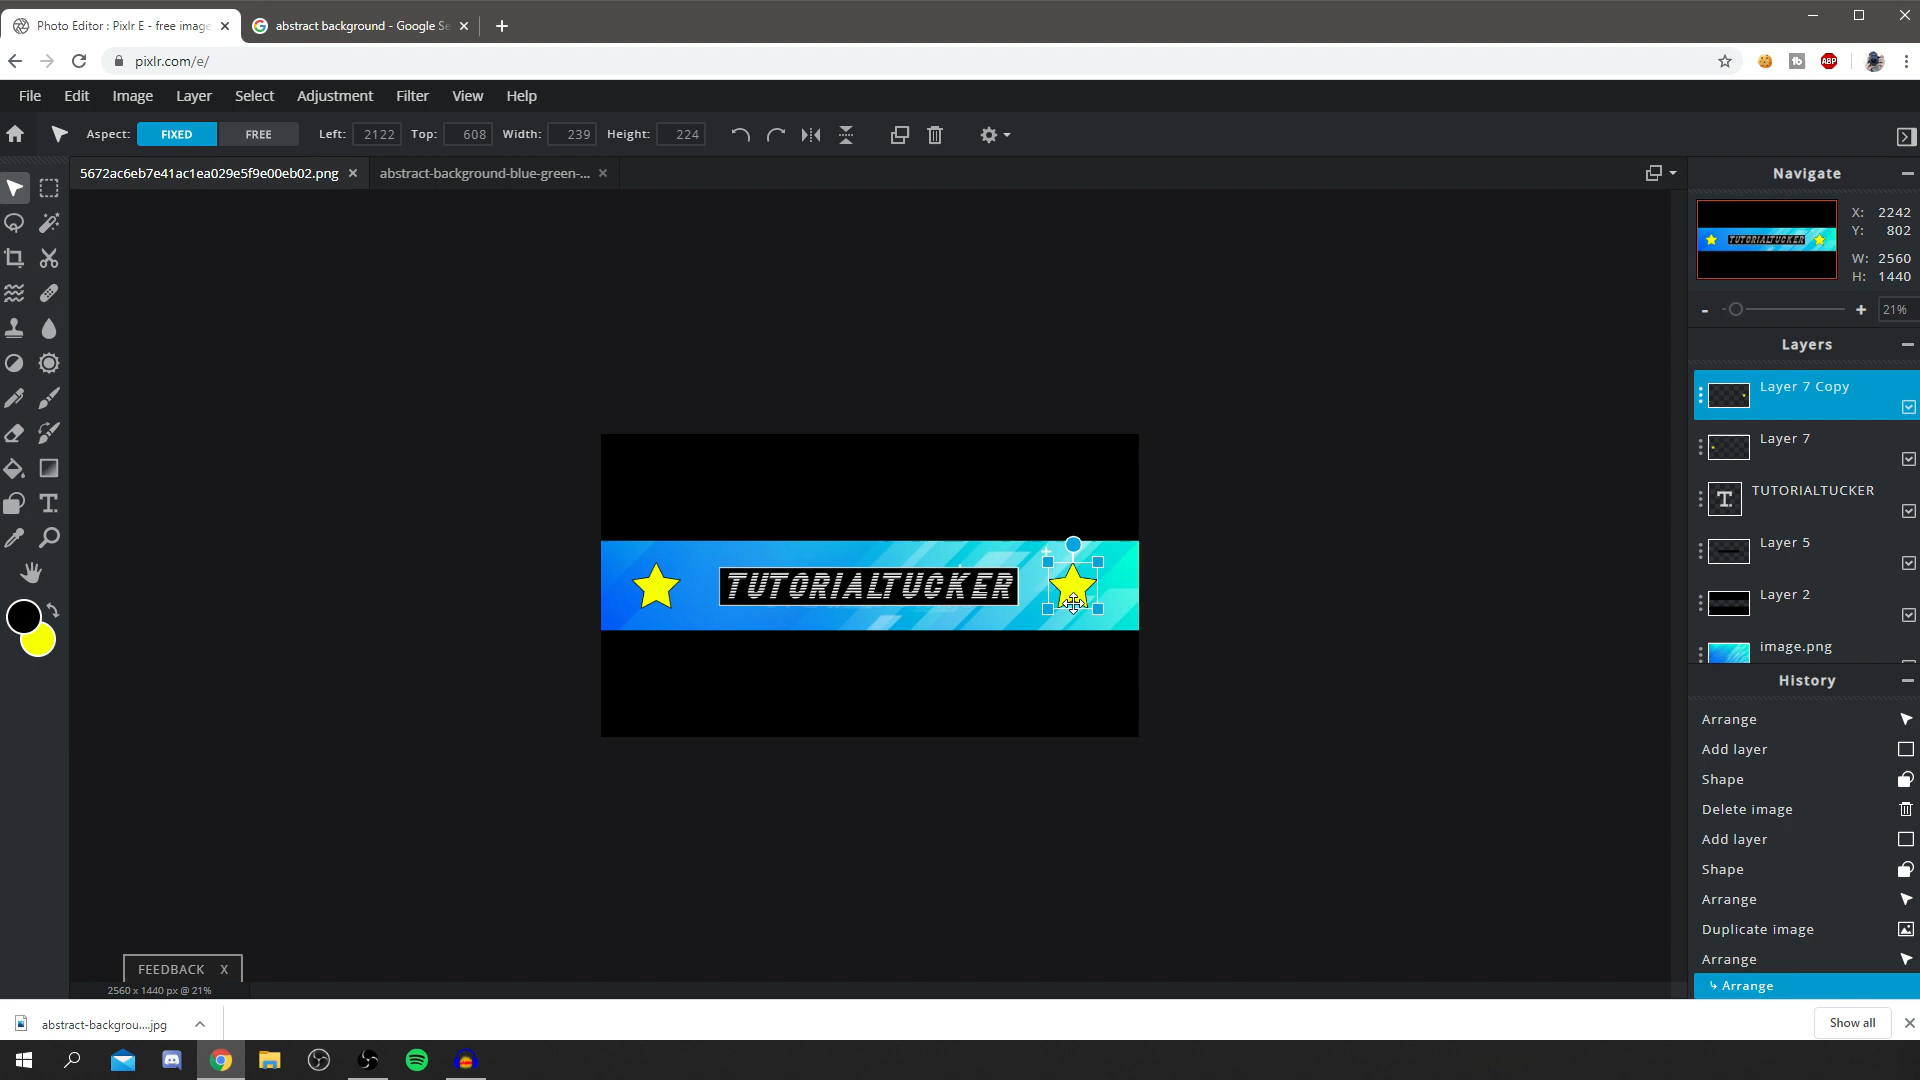 Photo Editor : Pixlr E - free image
abstract background - Google Se
pixlr.com/e/
ABP
File Edit Image Layer Select Adjustment Filter View Help
Aspect: FIXED FREE Left: 2122 Top: 608 Width: 239 Height: 224
5672ac6eb7e41ac1ea029e5f9e00eb02.png
abstract-background-blue-green-...
Navigate
X: 2242
Y: 802
W: 2560
H: 1440
TUTORIALTUCKER
- + 21%
Layers
Layer 7 Copy
Layer 7
TUTORIALTUCKER
Layer 5
Layer 2
image.png
TUTORIALTUCKER
History
Arrange
Add layer
Shape
Delete image
Add layer
Shape
Arrange
Duplicate image
Arrange
Arrange
FEEDBACK X
2560 x 1440 px @ 21%
abstract-backgrou....jpg
Show all